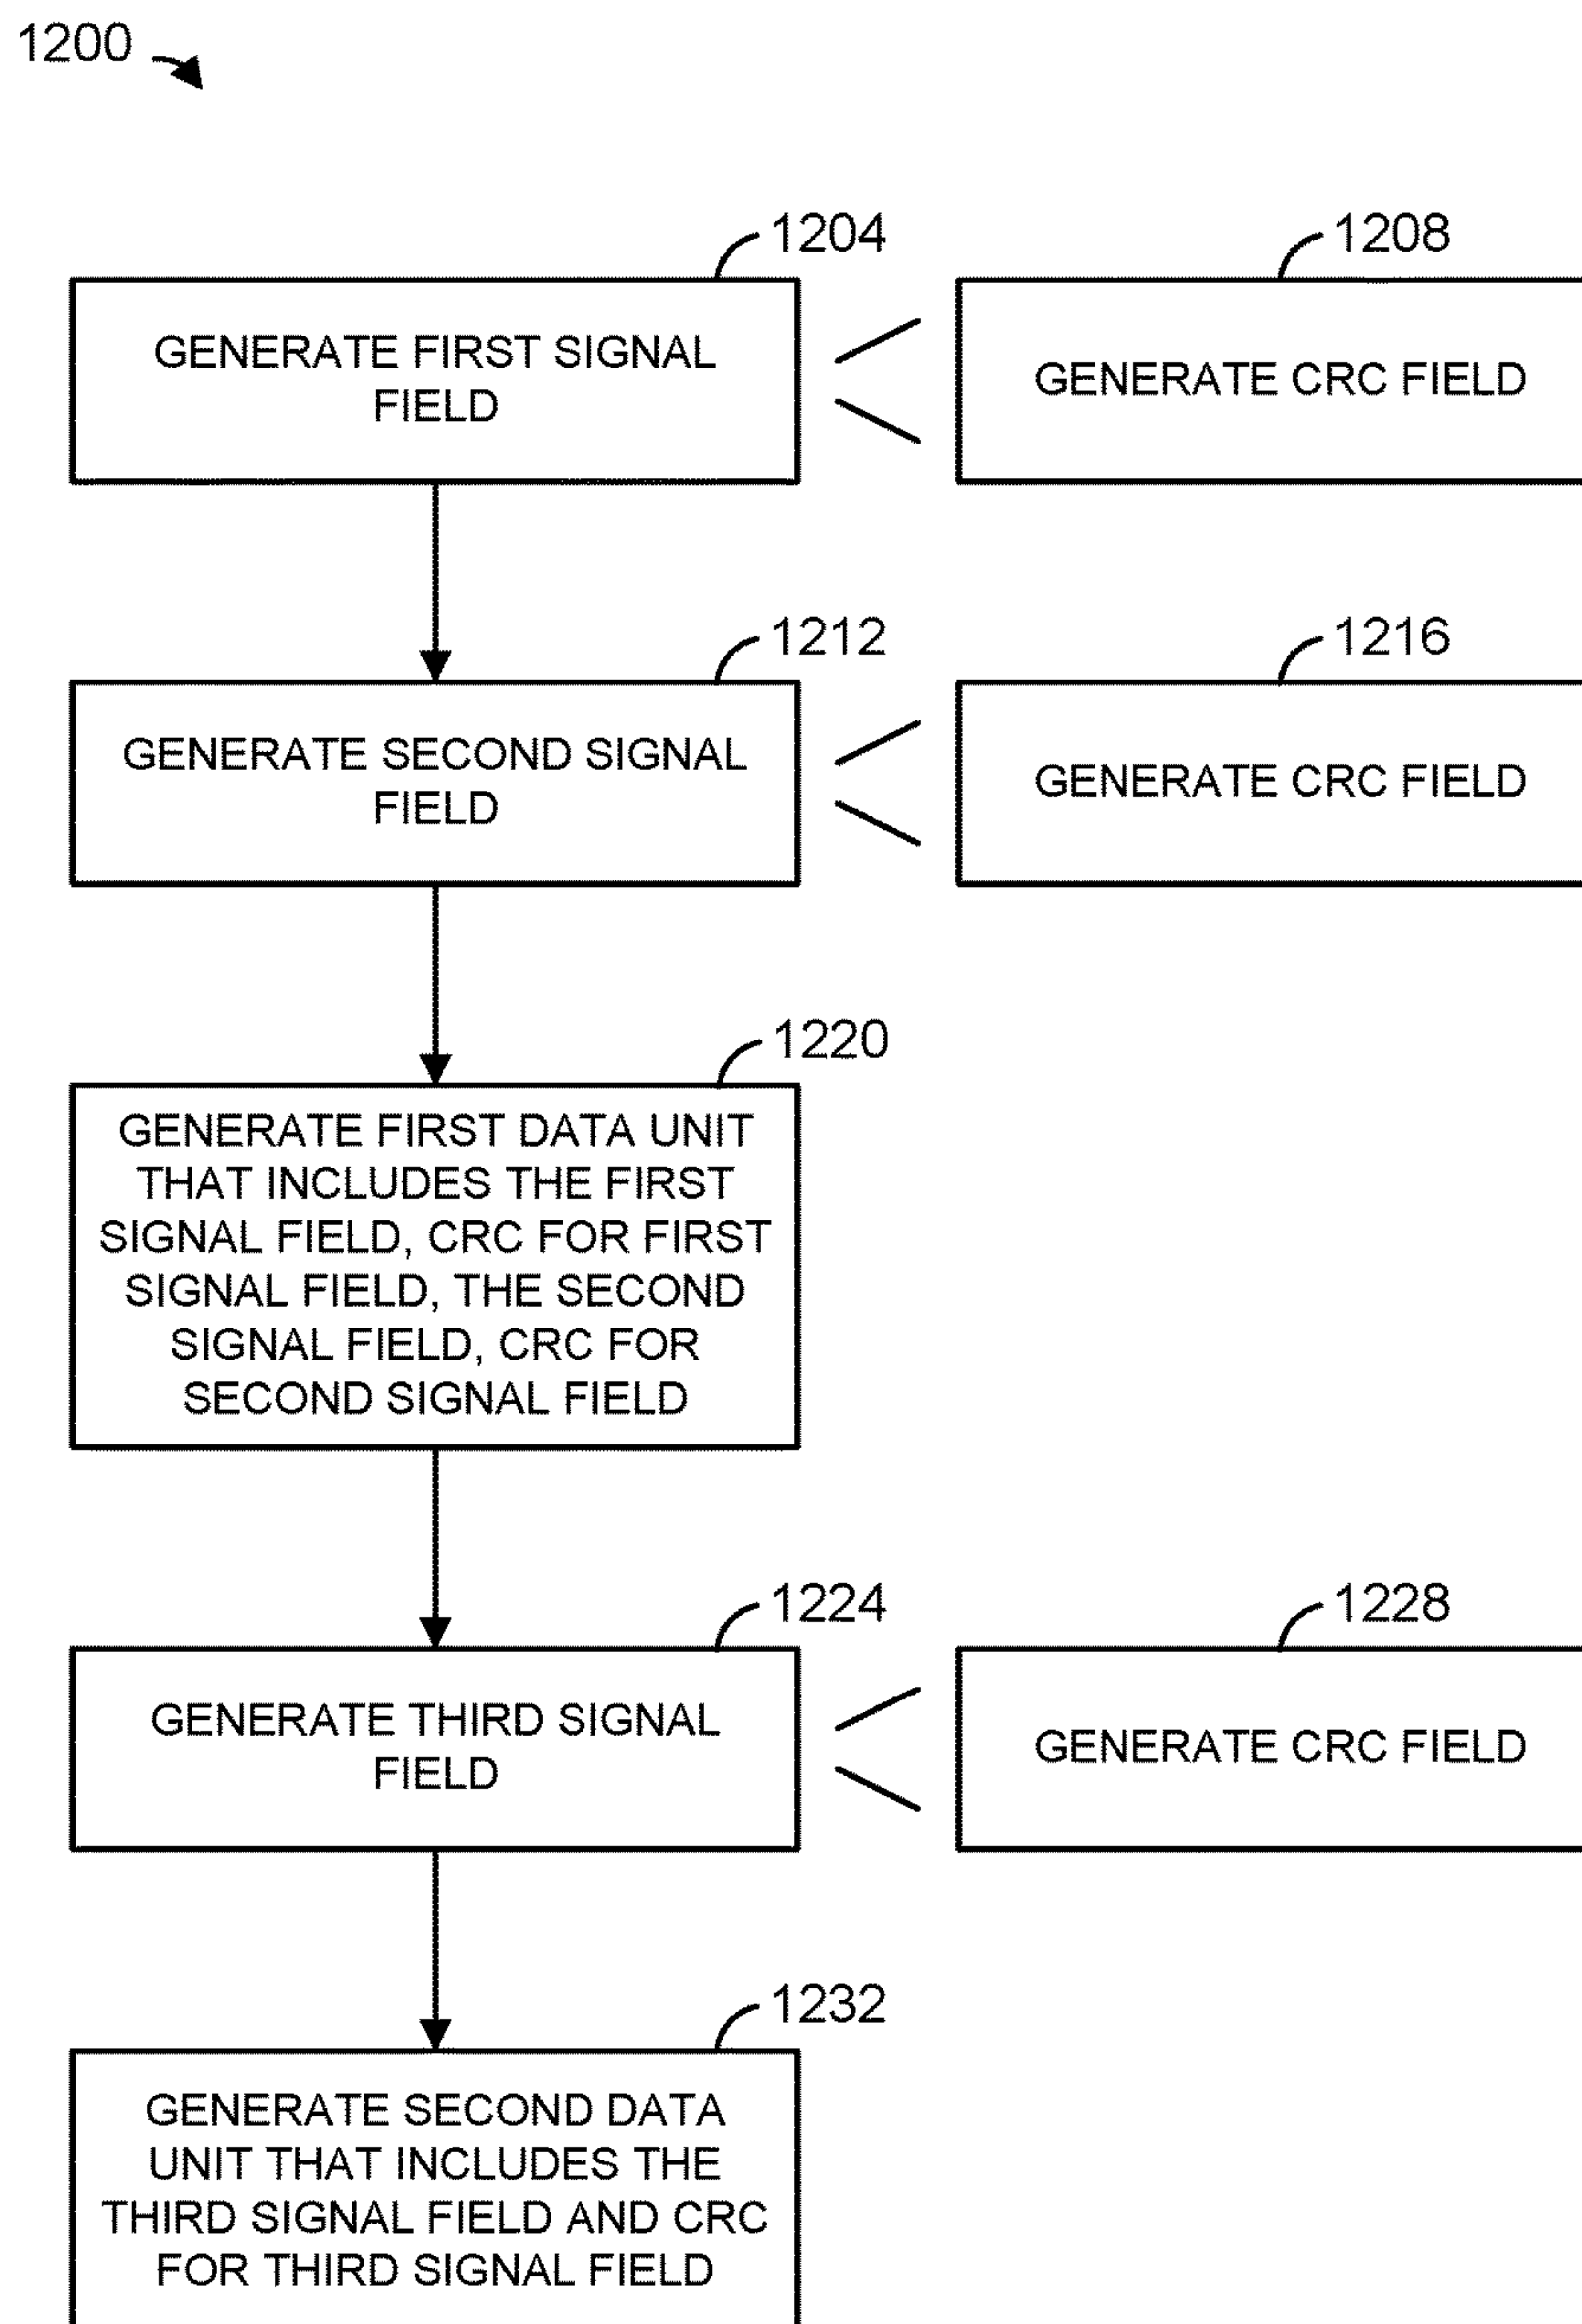 1200
1204
1208
GENERATE FIRST SIGNAL
FIELD
GENERATE CRC FIELD
1212
1216
GENERATE SECOND SIGNAL
FIELD
GENERATE CRC FIELD
1220
GENERATE FIRST DATA UNIT
THAT INCLUDES THE FIRST
SIGNAL FIELD, CRC FOR FIRST
SIGNAL FIELD, THE SECOND
SIGNAL FIELD, CRC FOR
SECOND SIGNAL FIELD
1224
1228
GENERATE THIRD SIGNAL
FIELD
GENERATE CRC FIELD
1232
GENERATE SECOND DATA
UNIT THAT INCLUDES THE
THIRD SIGNAL FIELD AND CRC
FOR THIRD SIGNAL FIELD